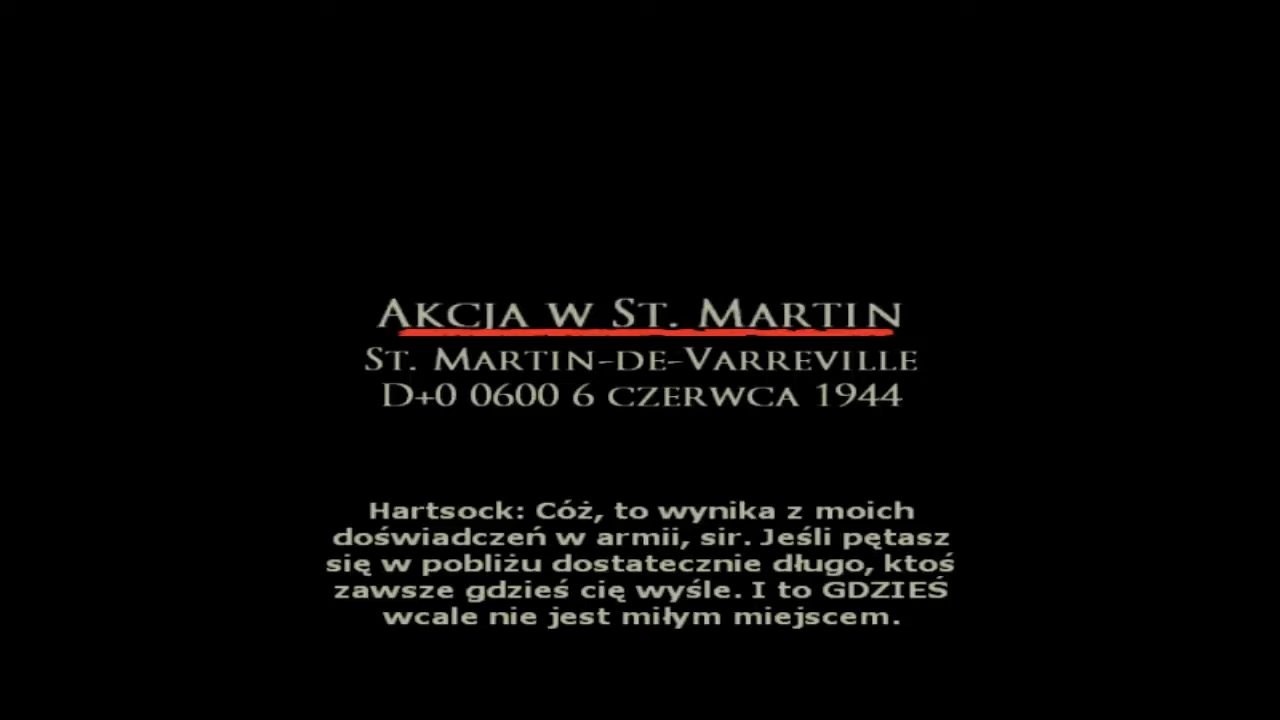 Akcja w St. Martin
St. Martin-de-Varreville
D+0 0600 6 czerwca 1944
Hartsock: Cóż, to wynika z moich
doświadczeń w armii, sir. Jeśli pętasz
się w pobliżu dostatecznie długo, ktoś
zawsze gdzieś cię wyśle. I to GDZIEŚ
wcale nie jest miłym miejscem.